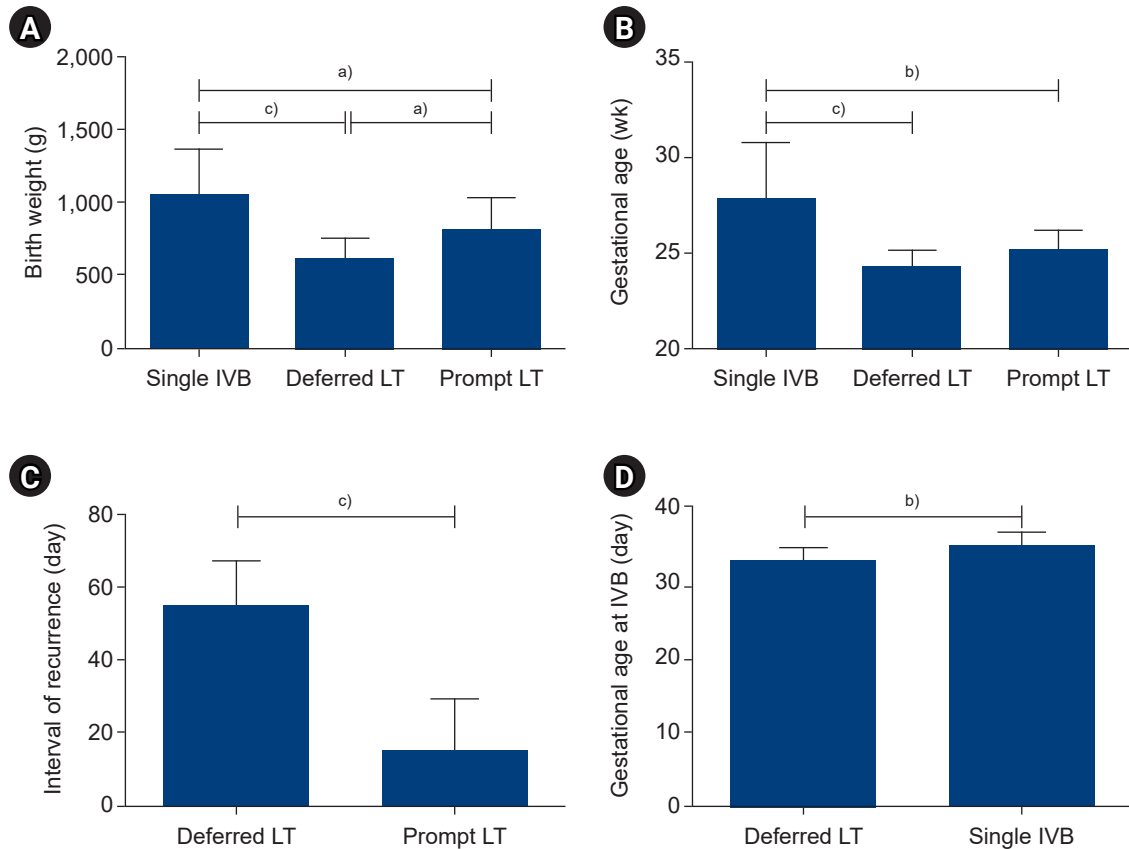 A
Birth weight (g)
2,000
1,500
1,000
500
0
a)
c)
a)
Single IVB
Deferred LT
Prompt LT
B
Gestational age (wk)
35
30
25
20
b)
c)
Single IVB
Deferred LT
Prompt LT
C
Interval of recurrence (day)
80
60
40
20
0
c)
Deferred LT
Prompt LT
D
Gestational age at IVB (day)
40
30
20
10
0
b)
Deferred LT
Single IVB